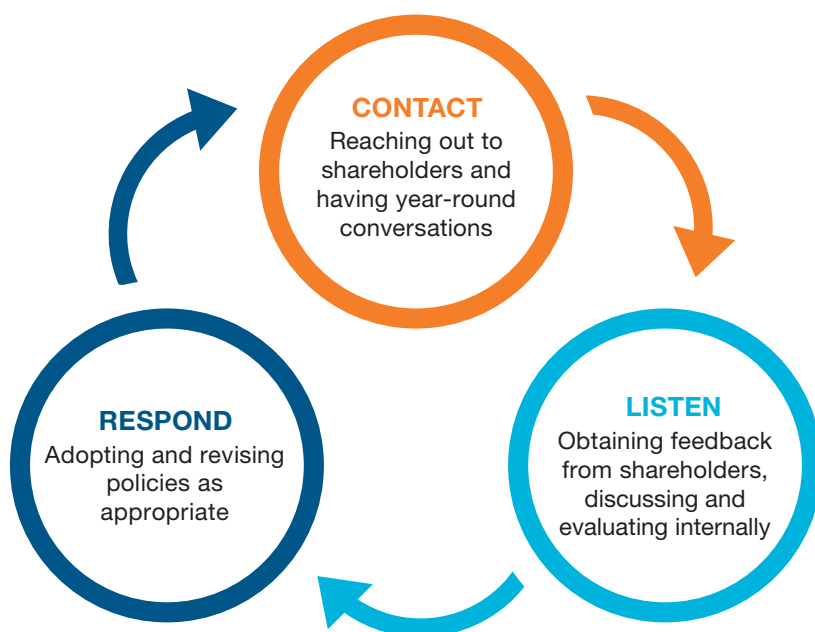 CONTACT
Reaching out to
shareholders and
having year-round
conversations
RESPOND
Adopting and revising
policies as
appropriate
LISTEN
Obtaining feedback
from shareholders,
discussing and
evaluating internally